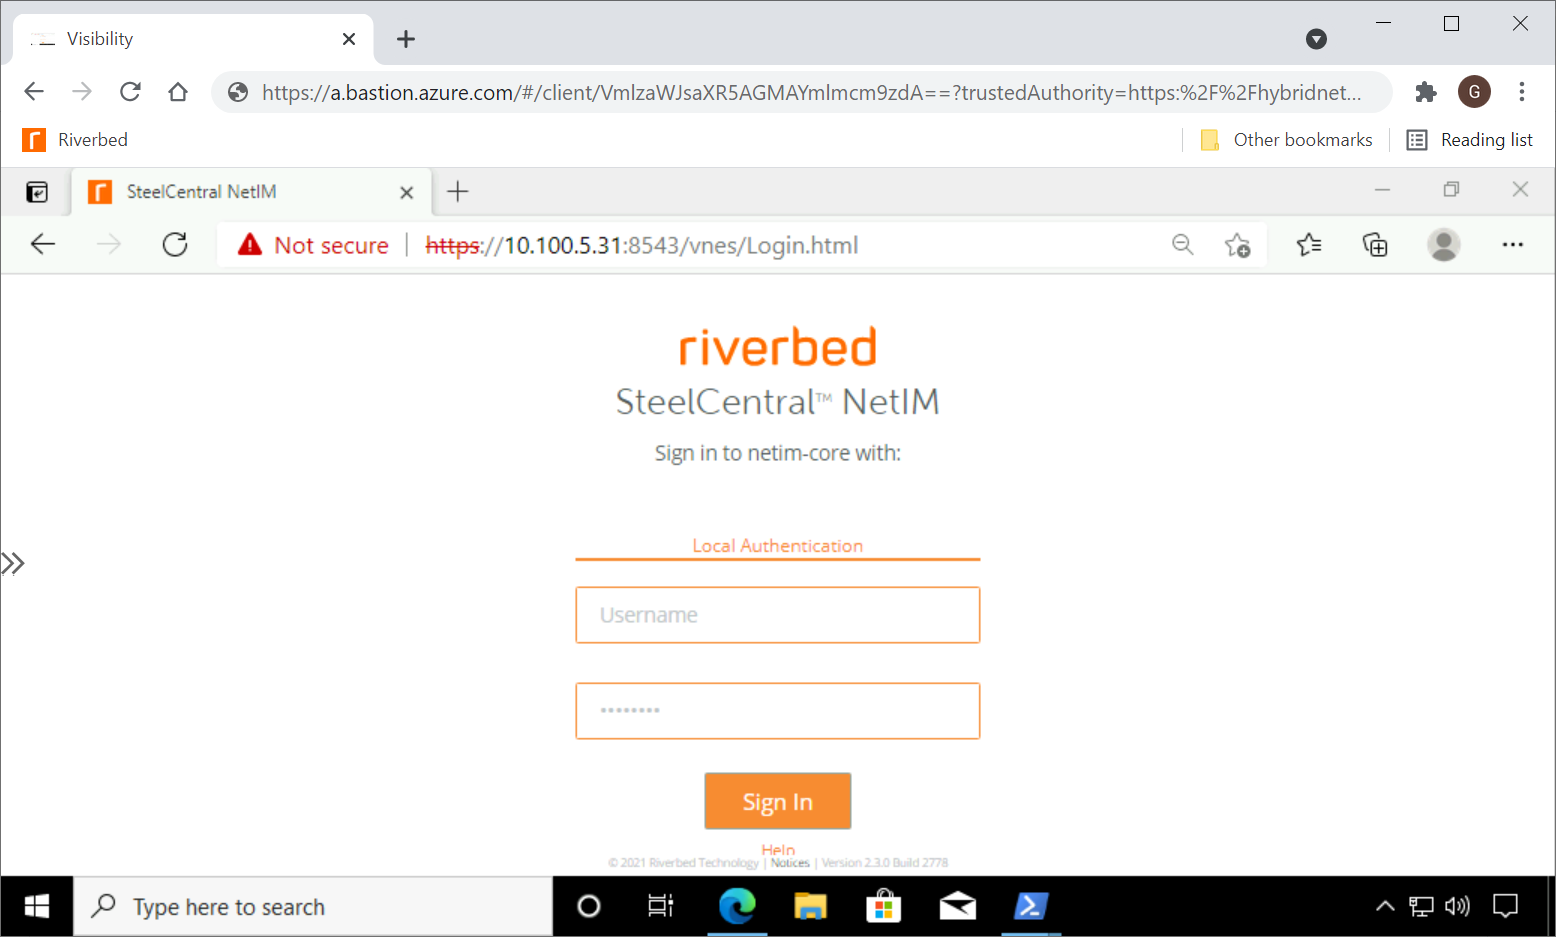 Visibility
https://a.bastion.azure.com/#/client/VmlzaWJsaXR5AGMAYmlmcm9zdA==?trustedAuthority=https:%2F%2Fhybridnet...
G
Riverbed
Other bookmarks
Reading list
SteelCentral NetIM
Not secure
https://10.100.5.31:8543/vnes/Login.html
riverbed
SteelCentral™ NetIM
Sign in to netim-core with:
Local Authentication
Username
Sign In
Help
© 2021 Riverbed Technology | Notices | Version 2.3.0 Build 2778
Type here to search